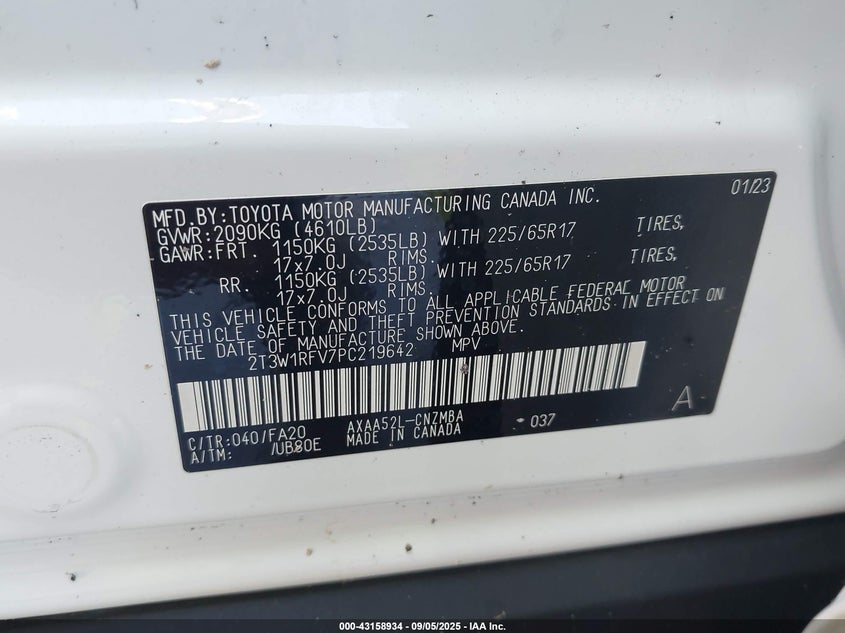 01/23
MFD.BY:TOYOTA MOTOR MANUFACTURING CANADA INC.
GVWR:2090KG (4610LB)
GAWR:FRT. 1150KG (2535LB) WITH 225/65R17 TIRES,
17x7.0J RIMS.
RR. 1150KG (2535LB) WITH 225/65R17 TIRES,
17x7.0J RIMS.
THIS VEHICLE CONFORMS TO ALL APPLICABLE FEDERAL MOTOR
VEHICLE SAFETY AND THEFT PREVENTION STANDARDS IN EFFECT ON
THE DATE OF MANUFACTURE SHOWN ABOVE.
2T3W1RFV7PC219642 MPV
C/TR:040/FA20 AXAA52L-CNZMBA * 037 A
A/TM: /UB80E MADE IN CANADA
000-43158934 - 09/05/2025 - IAA Inc.